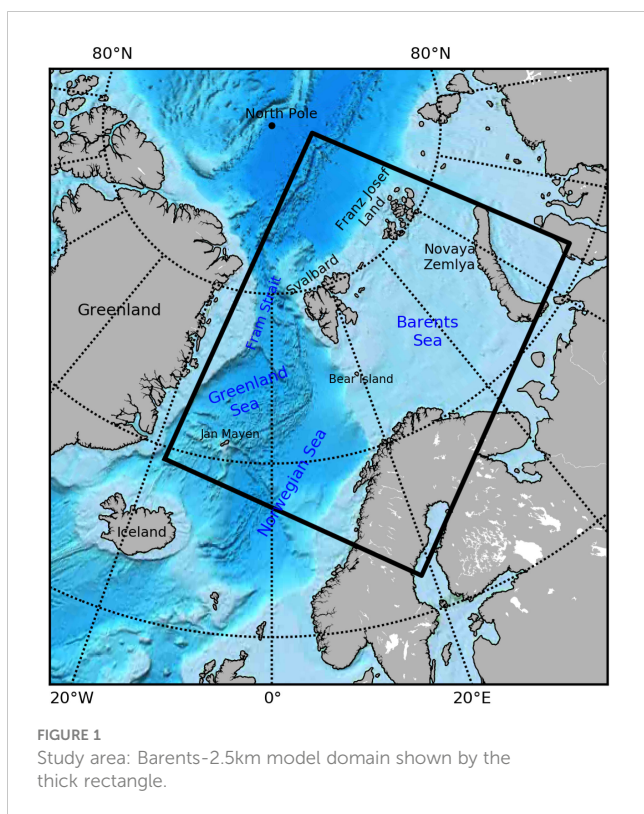 80°N 80°N
North Pole
Franz Josef
Land
Novaya
Zemlya
Svalbard
Greenland
Fram Strait
Barents
Sea
Greenland
Sea
Bear Island
Jan Mayen
Norwegian Sea
Iceland
20°W 0° 20°E
FIGURE 1
Study area: Barents-2.5km model domain shown by the
thick rectangle.